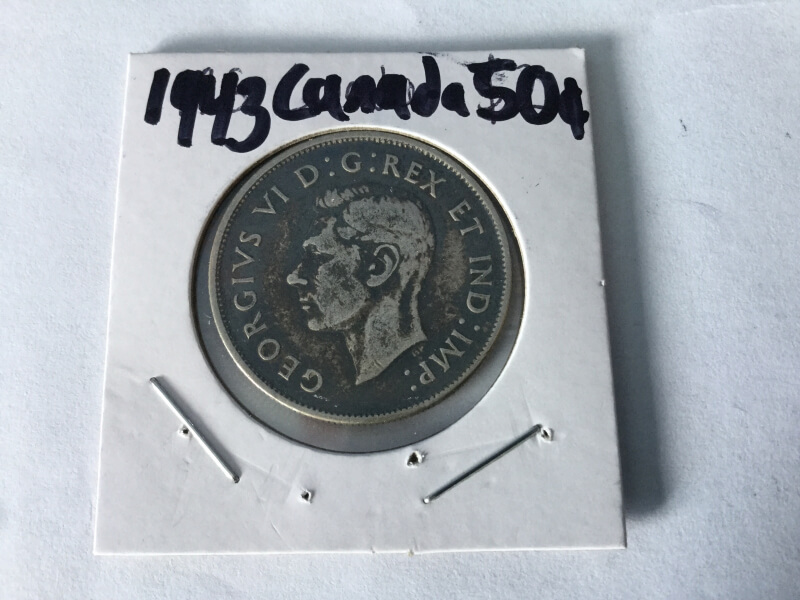 1943 Canada 50¢
GEORGIVS VI D:G:REX ET IND:IMP: